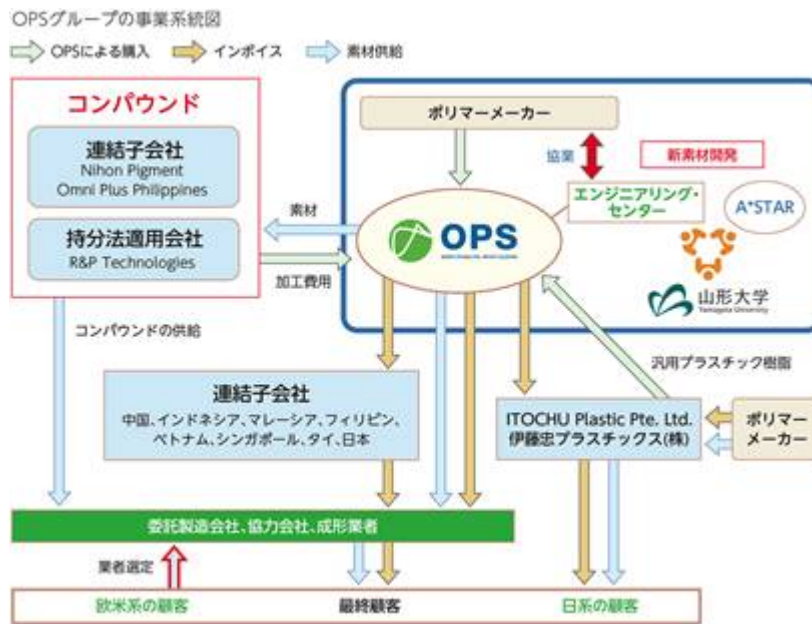 OPSグループの事業系統図
OPSによる購入 インボイス 素材供給
コンパウンド
連結子会社
Nihon Pigment
Omni Plus Philippines
持分法適用会社
R&P Technologies
素材
加工費用
ポリマーメーカー
協業
新素材開発
エンジニアリング・
センター
A*STAR
OPS
山形大学
Yamagata University
コンパウンドの供給
汎用プラスチック樹脂
連結子会社
中国、インドネシア、マレーシア、フィリピン、
ベトナム、シンガポール、タイ、日本
ITOCHU Plastic Pte. Ltd.
伊藤忠プラスチックス(株)
ポリマー
メーカー
委託製造会社、協力会社、成形業者
業者選定
欧米系の顧客 最終顧客 日系の顧客